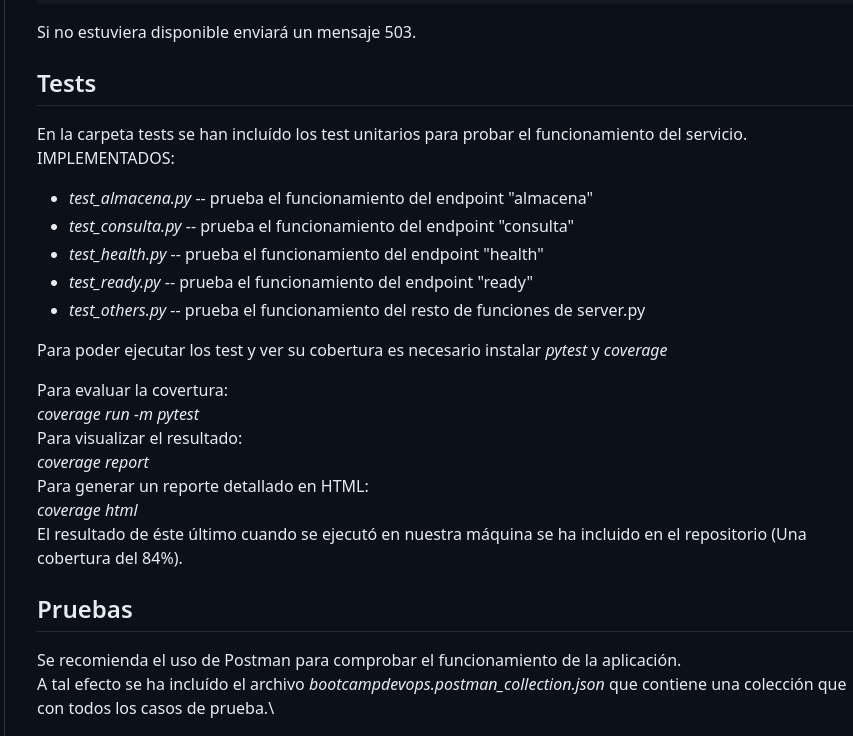 Si no estuviera disponible enviará un mensaje 503.
Tests
En la carpeta tests se han incluído los test unitarios para probar el funcionamiento del servicio.
IMPLEMENTADOS:
• test_almacena.py -- prueba el funcionamiento del endpoint "almacena"
• test_consulta.py -- prueba el funcionamiento del endpoint "consulta"
• test_health.py -- prueba el funcionamiento del endpoint "health"
• test_ready.py -- prueba el funcionamiento del endpoint "ready"
• test_others.py -- prueba el funcionamiento del resto de funciones de server.py
Para poder ejecutar los test y ver su cobertura es necesario instalar pytest y coverage
Para evaluar la covertura:
coverage run -m pytest
Para visualizar el resultado:
coverage report
Para generar un reporte detallado en HTML:
coverage html
El resultado de éste último cuando se ejecutó en nuestra máquina se ha incluido en el repositorio (Una
cobertura del 84%).
Pruebas
Se recomienda el uso de Postman para comprobar el funcionamiento de la aplicación.
A tal efecto se ha incluído el archivo bootcampdevops.postman_collection.json que contiene una colección que
con todos los casos de prueba.\